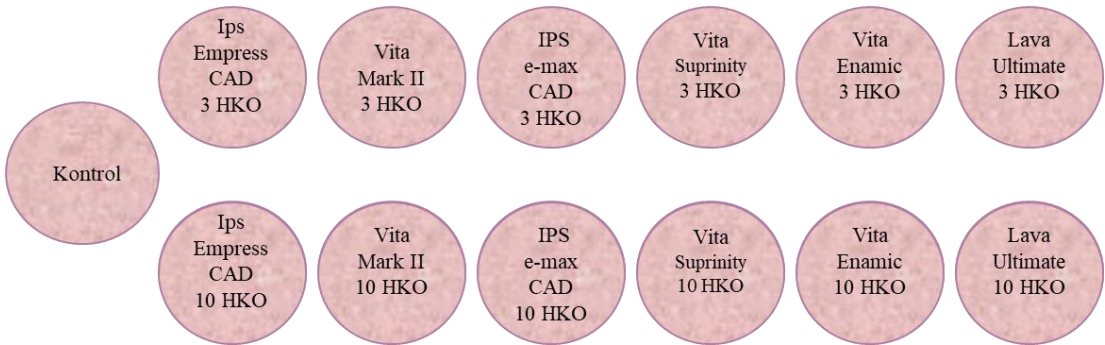 Kontrol
Ips
Empress
CAD
3 HKO
Vita
Mark II
3 HKO
IPS
e-max
CAD
3 HKO
Vita
Suprinity
3 HKO
Vita
Enamic
3 HKO
Lava
Ultimate
3 HKO
Ips
Empress
CAD
10 HKO
Vita
Mark II
10 HKO
IPS
e-max
CAD
10 HKO
Vita
Suprinity
10 HKO
Vita
Enamic
10 HKO
Lava
Ultimate
10 HKO